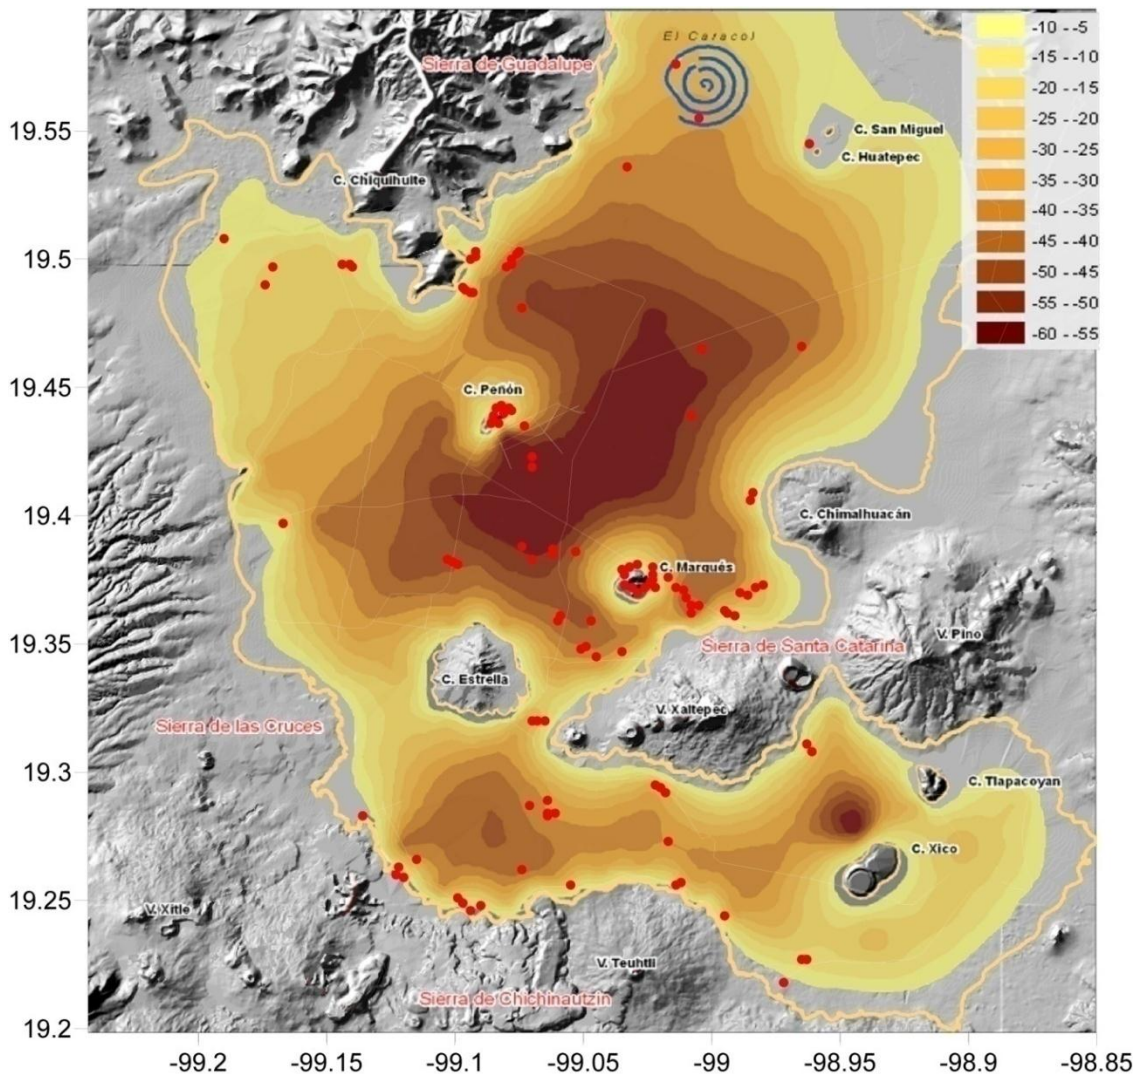 El Caracol
Sierra de Guadalupe
-10 - -5
-15 - -10
-20 - -15
-25 - -20
-30 - -25
-35 - -30
-40 - -35
-45 - -40
-50 - -45
-55 - -50
-60 - -55
19.55
C. San Miguel
C. Huatepec
C. Chiquihuite
19.5
19.45
C. Peñón
19.4
C. Chimalhuacán
C. Marqués
19.35
Sierra de Santa Catarina
V. Pino
C. Estrella
V. Xaltepec
Sierra de las Cruces
19.3
C. Tlapacoyan
C. Xico
19.25
V. Xitle
V. Teuhtli
Sierra de Chichinautzin
19.2
-99.2 -99.15 -99.1 -99.05 -99 -98.95 -98.9 -98.85